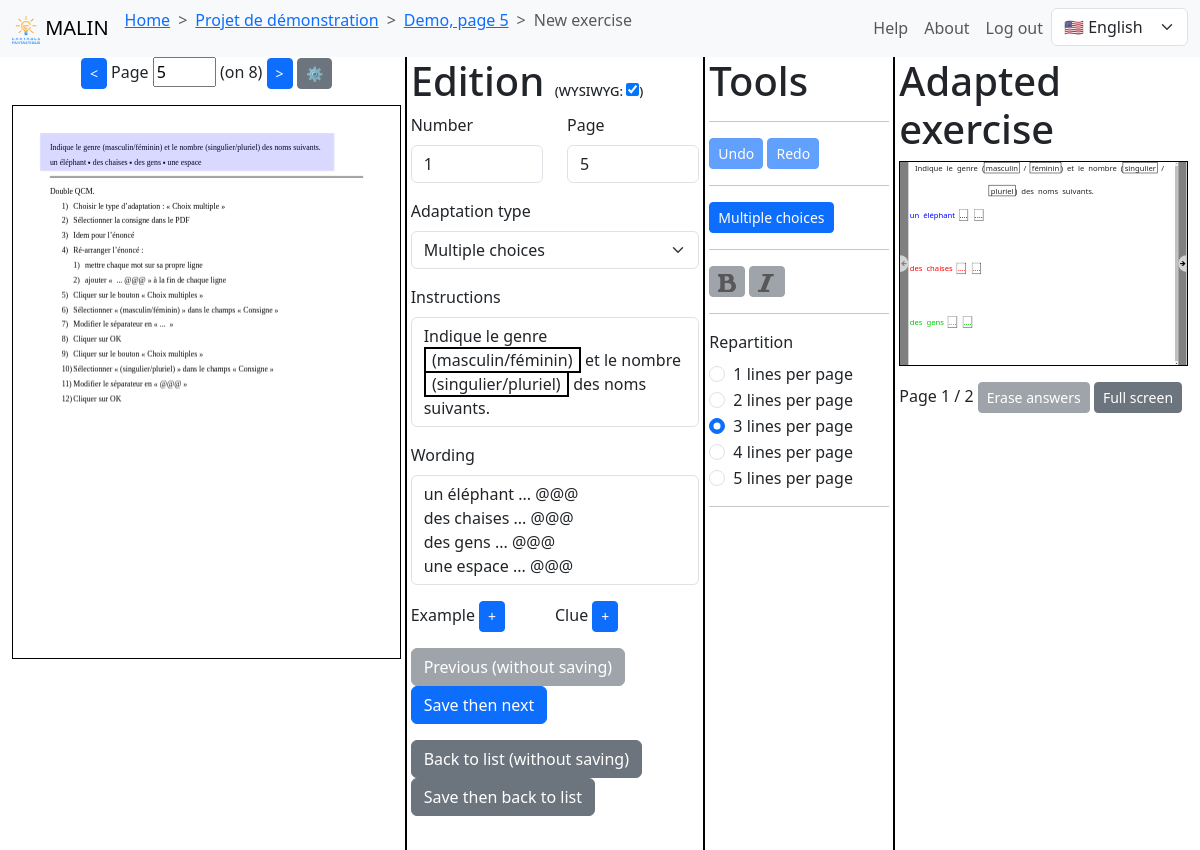 MALIN
Home > Projet de démonstration > Demo, page 5 > New exercise
Help About Log out 🇺🇸 English
< Page 5 (on 8) > ⚙️
Indique le genre (masculin/féminin) et le nombre (singulier/pluriel) des noms suivants.
un éléphant • des chaises • des gens • une espace
Double QCM.
1) Choisir le type d'adaptation : « Choix multiple »
2) Sélectionner la consigne dans le PDF
3) Idem pour l'énoncé
4) Ré-arranger l'énoncé :
1) mettre chaque mot sur sa propre ligne
2) ajouter « ... @@@ » à la fin de chaque ligne
5) Cliquer sur le bouton « Choix multiples »
6) Sélectionner « (masculin/féminin) » dans le champs « Consigne »
7) Modifier le séparateur en « ... »
8) Cliquer sur OK
9) Cliquer sur le bouton « Choix multiples »
10) Sélectionner « (singulier/pluriel) » dans le champs « Consigne »
11) Modifier le séparateur en « @@@ »
12) Cliquer sur OK
Edition (WYSIWYG: )
Number Page
1 5
Adaptation type
Multiple choices
Instructions
Indique le genre
(masculin/féminin) et le nombre
(singulier/pluriel) des noms
suivants.
Wording
un éléphant ... @@@
des chaises ... @@@
des gens ... @@@
une espace ... @@@
Example + Clue +
Previous (without saving)
Save then next
Back to list (without saving)
Save then back to list
Tools
Undo Redo
Multiple choices
B I
Repartition
1 lines per page
2 lines per page
3 lines per page
4 lines per page
5 lines per page
Adapted
exercise
Indique le genre (masculin / féminin) et le nombre (singulier /
pluriel) des noms suivants.
un éléphant ... ...
des chaises ... ...
des gens ... ...
Page 1 / 2 Erase answers Full screen